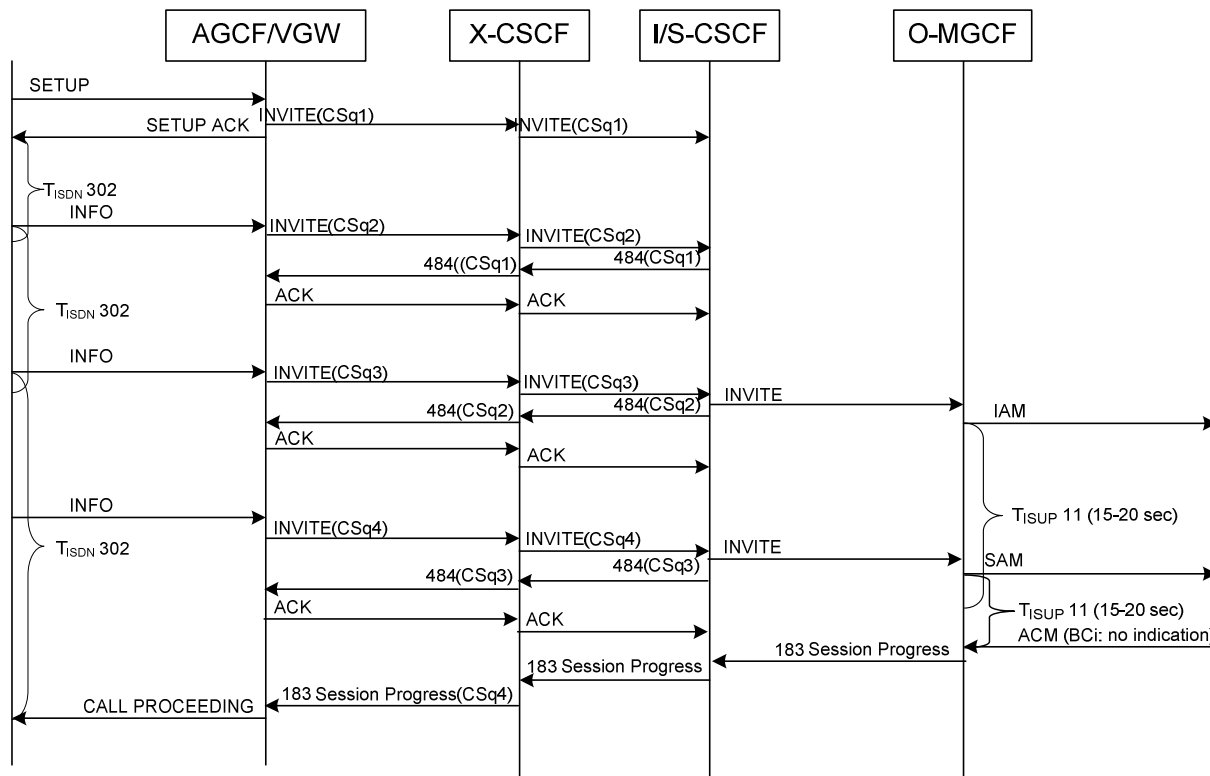 AGCF/VGW
X-CSCF
I/S-CSCF
O-MGCF
SETUP
INVITE(CSq1)
SETUP ACK
INVITE(CSq1)
TISDN 302
INFO
INVITE(CSq2)
INVITE(CSq2)
484((CSq1)
484(CSq1)
ACK
ACK
TISDN 302
INFO
INVITE(CSq3)
INVITE(CSq3)
INVITE
484(CSq2)
484(CSq2)
IAM
ACK
ACK
INFO
TISUP 11 (15-20 sec)
INVITE(CSq4)
INVITE(CSq4)
TISDN 302
INVITE
484(CSq3)
484(CSq3)
SAM
ACK
ACK
TISUP 11 (15-20 sec)
ACM (BCi: no indication)
183 Session Progress
183 Session Progress
183 Session Progress(CSq4)
CALL PROCEEDING